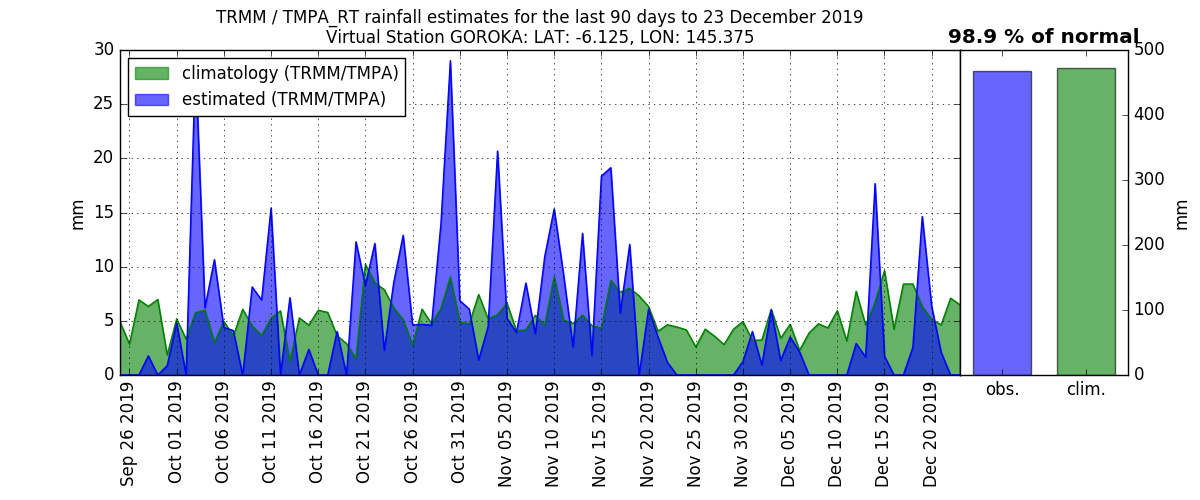 TRMM / TMPA_RT rainfall estimates for the last 90 days to 23 December 2019
Virtual Station GOROKA: LAT: -6.125, LON: 145.375
98.9 % of normal
climatology (TRMM/TMPA)
estimated (TRMM/TMPA)
30
25
20
15
10
5
0
mm
500
400
300
200
100
0
mm
Sep 26 2019
Oct 01 2019
Oct 06 2019
Oct 11 2019
Oct 16 2019
Oct 21 2019
Oct 26 2019
Oct 31 2019
Nov 05 2019
Nov 10 2019
Nov 15 2019
Nov 20 2019
Nov 25 2019
Nov 30 2019
Dec 05 2019
Dec 10 2019
Dec 15 2019
Dec 20 2019
obs.
clim.